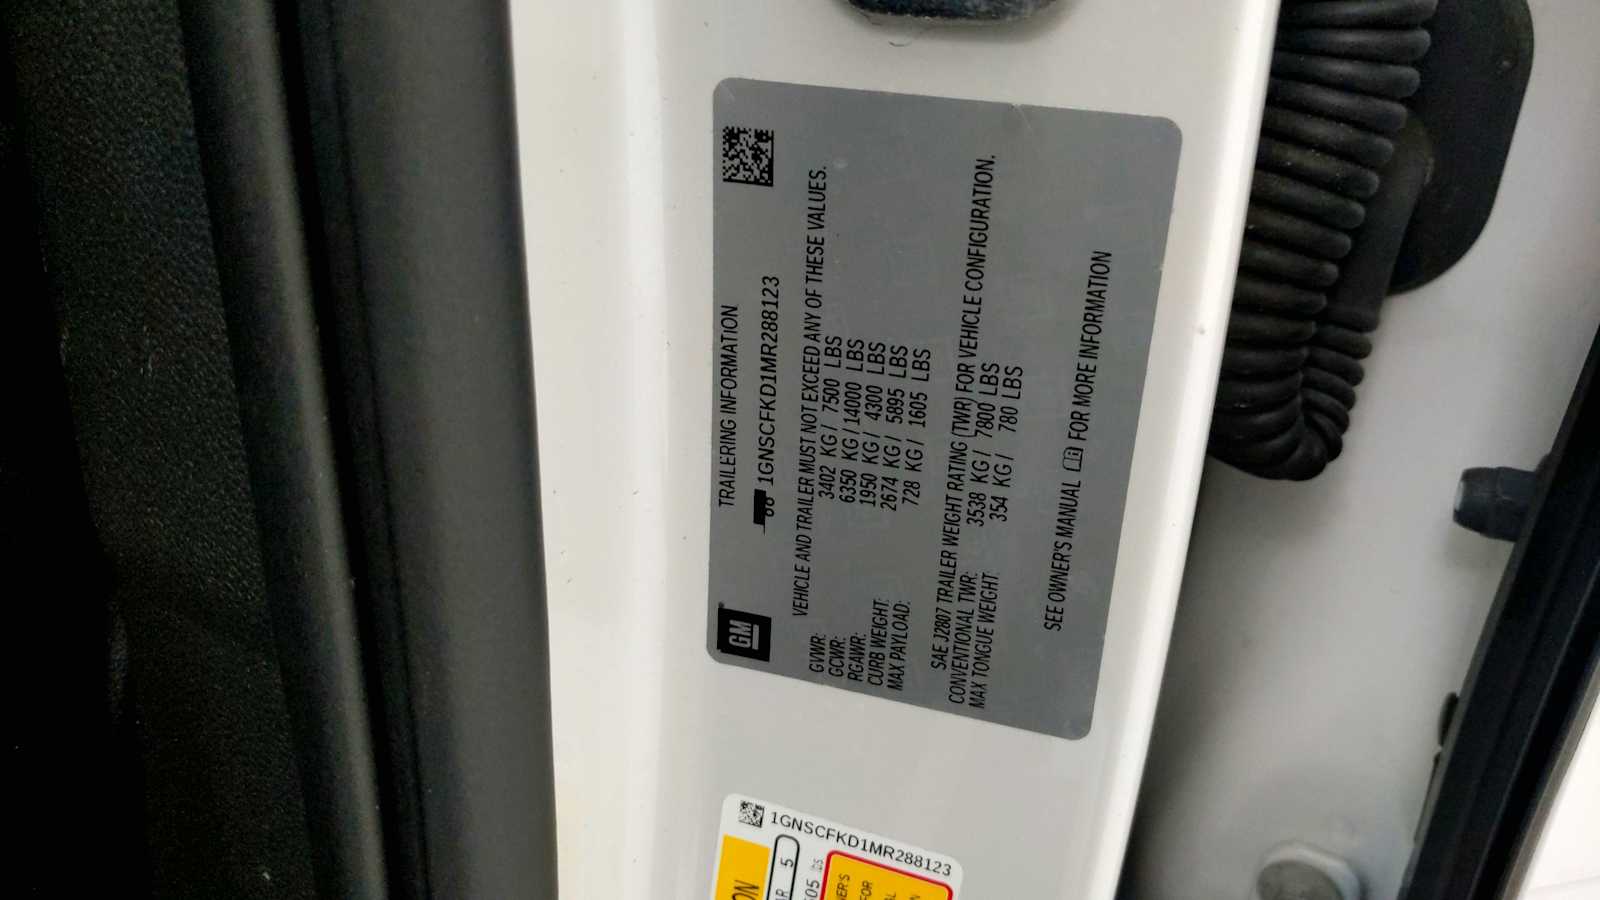 GM
TRAILERING INFORMATION
1GNSCFKD1MR288123
VEHICLE AND TRAILER MUST NOT EXCEED ANY OF THESE VALUES.
GVWR: 3402 KG / 7500 LBS
GCWR: 6350 KG / 14000 LBS
RGAWR: 1950 KG / 4300 LBS
CURB WEIGHT: 2674 KG / 5895 LBS
MAX PAYLOAD: 728 KG / 1605 LBS
SAE J2807 TRAILER WEIGHT RATING (TWR) FOR VEHICLE CONFIGURATION.
CONVENTIONAL TWR: 3538 KG / 7800 LBS
MAX TONGUE WEIGHT: 354 KG / 780 LBS
SEE OWNER'S MANUAL FOR MORE INFORMATION
1GNSCFKD1MR288123
5